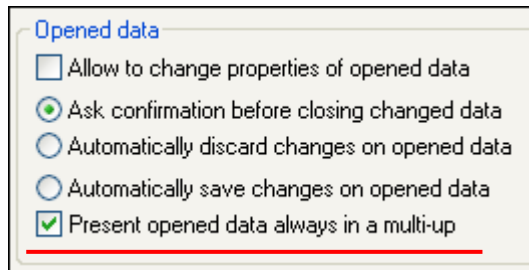 Opened data
Allow to change properties of opened data
Ask confirmation before closing changed data
Automatically discard changes on opened data
Automatically save changes on opened data
Present opened data always in a multi-up